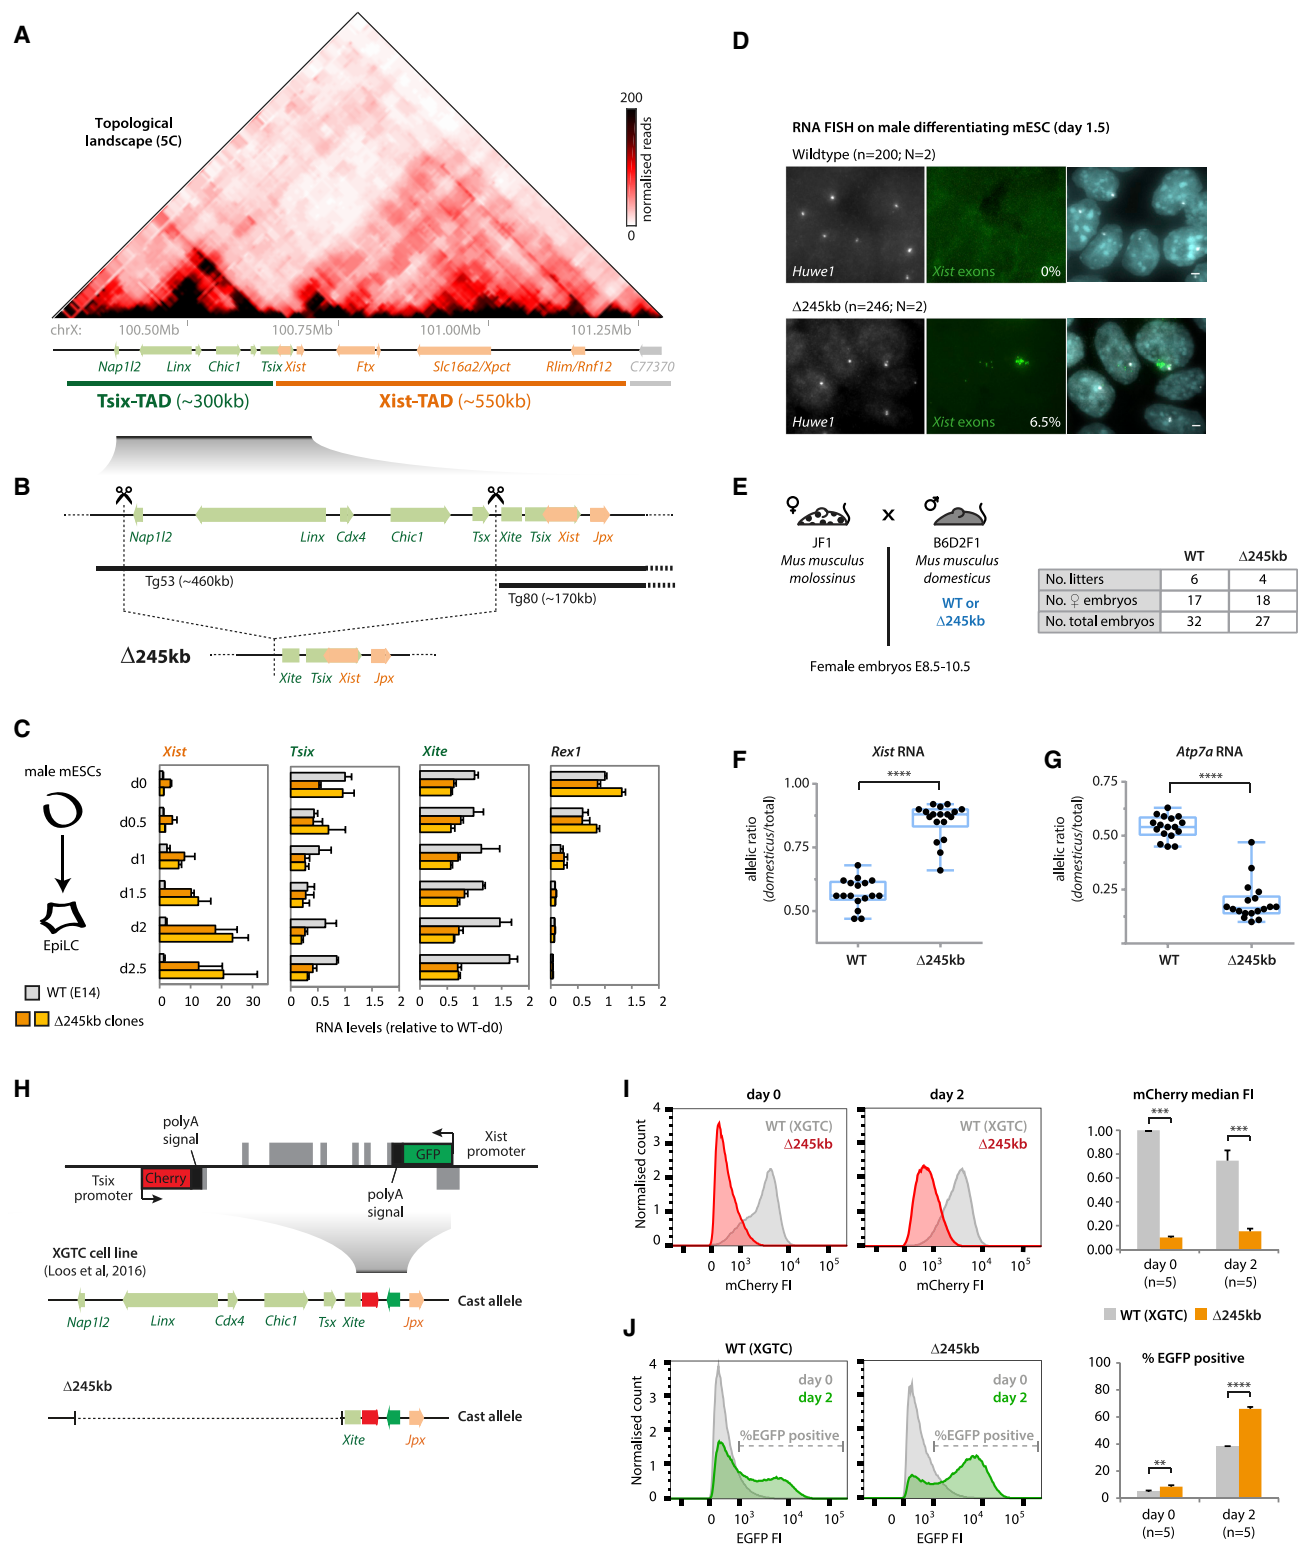 A
Topological
landscape (5C)
200
normalised reads
0
chrX:
100.50Mb
100.75Mb
101.00Mb
101.25Mb
Nap1l2
Linx
Chic1
Tsix
Xist
Ftx
Slc16a2/Xpct
Rlim/Rnf12
C77370
Tsix-TAD (~300kb)
Xist-TAD (~550kb)
B
Nap1l2
Linx
Cdx4
Chic1
Tsx
Xite
Tsix
Xist
Jpx
Tg53 (~460kb)
Tg80 (~170kb)
Δ245kb
Xite
Tsix
Xist
Jpx
C
male mESCs
EpiLC
Xist
Tsix
Xite
Rex1
d0
d0.5
d1
d1.5
d2
d2.5
0 10 20 30
0 0.5 1 1.5 2
0 0.5 1 1.5 2
0 0.5 1 1.5 2
WT (E14)
Δ245kb clones
RNA levels (relative to WT-d0)
D
RNA FISH on male differentiating mESC (day 1.5)
Wildtype (n=200; N=2)
Huwe1
Xist exons
0%
Δ245kb (n=246; N=2)
Huwe1
Xist exons
6.5%
E
♀
x
♂
JF1
Mus musculus
molossinus
B6D2F1
Mus musculus
domesticus
WT or
Δ245kb
Female embryos E8.5-10.5
WT Δ245kb
No. litters 6 4
No. ♀ embryos 17 18
No. total embryos 32 27
F
Xist RNA
****
1.00
0.75
0.50
allelic ratio
(domesticus/total)
WT Δ245kb
G
Atp7a RNA
****
0.75
0.50
0.25
allelic ratio
(domesticus/total)
WT Δ245kb
H
polyA
signal
Xist
promoter
GFP
Cherry
Tsix
promoter
polyA
signal
XGTC cell line
(Loos et al, 2016)
Cast allele
Nap1l2
Linx
Cdx4
Chic1
Tsx
Xite
Jpx
Δ245kb
Cast allele
Xite
Jpx
I
day 0
day 2
Normalised count
4
3
2
1
0
WT (XGTC)
Δ245kb
WT (XGTC)
Δ245kb
0 10³ 10⁴ 10⁵
0 10³ 10⁴ 10⁵
mCherry FI
mCherry FI
mCherry median FI
***
***
1.00
0.80
0.60
0.40
0.20
0.00
day 0
(n=5)
day 2
(n=5)
WT (XGTC) Δ245kb
J
WT (XGTC)
Δ245kb
Normalised count
4
3
2
1
0
day 0
day 2
%EGFP positive
day 0
day 2
%EGFP positive
0 10³ 10⁴ 10⁵
0 10³ 10⁴ 10⁵
EGFP FI
EGFP FI
% EGFP positive
****
**
100
80
60
40
20
0
day 0
(n=5)
day 2
(n=5)